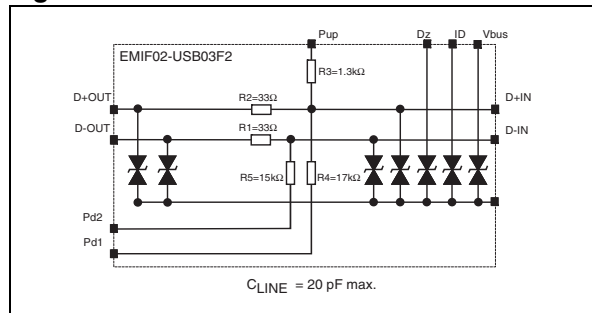 Pup Dz ID Vbus
EMIF02-USB03F2
R3=1.3kΩ
D+OUT R2=33Ω D+IN
D-OUT R1=33Ω D-IN
R5=15kΩ R4=17kΩ
Pd2
Pd1
CLINE = 20 pF max.